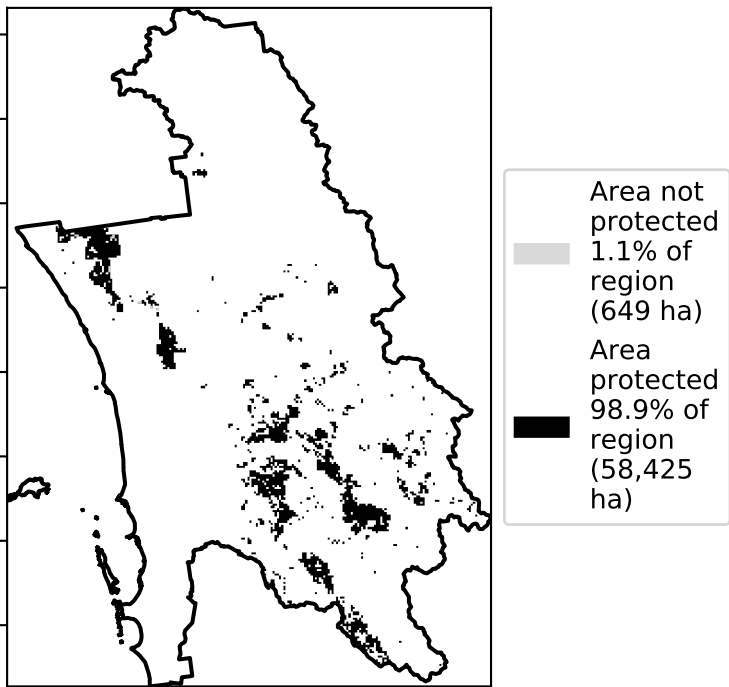 Area not
protected
1.1% of
region
(649 ha)
Area
protected
98.9% of
region
(58,425
ha)